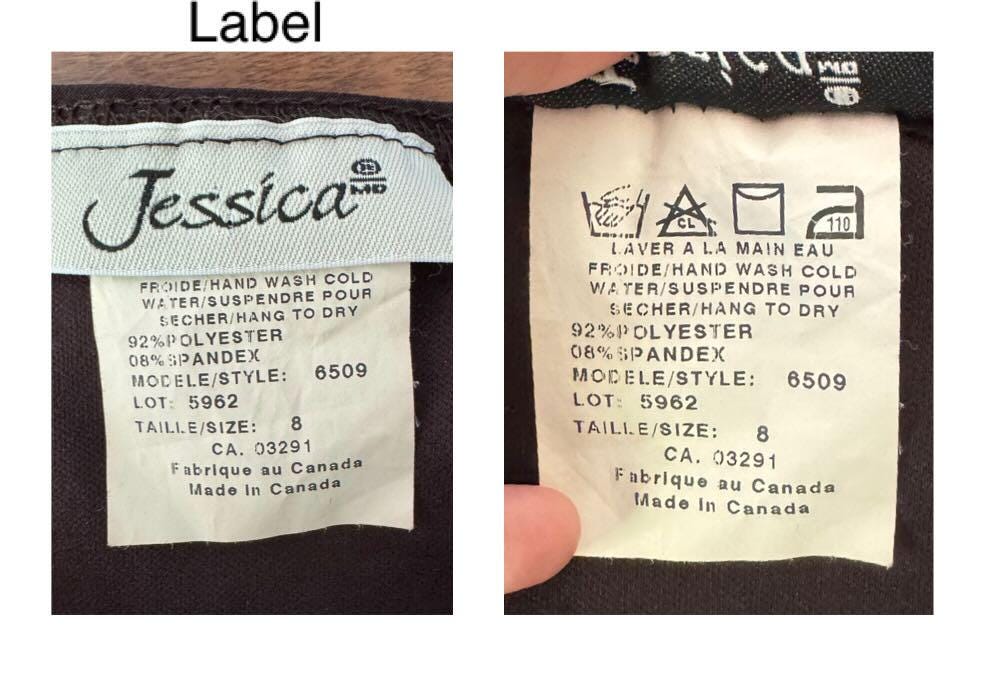 Label
Jessica MD
FROIDE/HAND WASH COLD
WATER/SUSPENDRE POUR
SECHER/HANG TO DRY
92%POLYESTER
08%SPANDEX
MODELE/STYLE: 6509
LOT: 5962
TAILLE/SIZE: 8
CA. 03291
Fabrique au Canada
Made In Canada
CL
110
LAVER A LA MAIN EAU
FROIDE/HAND WASH COLD
WATER/SUSPENDRE POUR
SECHER/HANG TO DRY
92%POLYESTER
08%SPANDEX
MODELE/STYLE: 6509
LOT: 5962
TAILLE/SIZE: 8
CA. 03291
Fabrique au Canada
Made In Canada